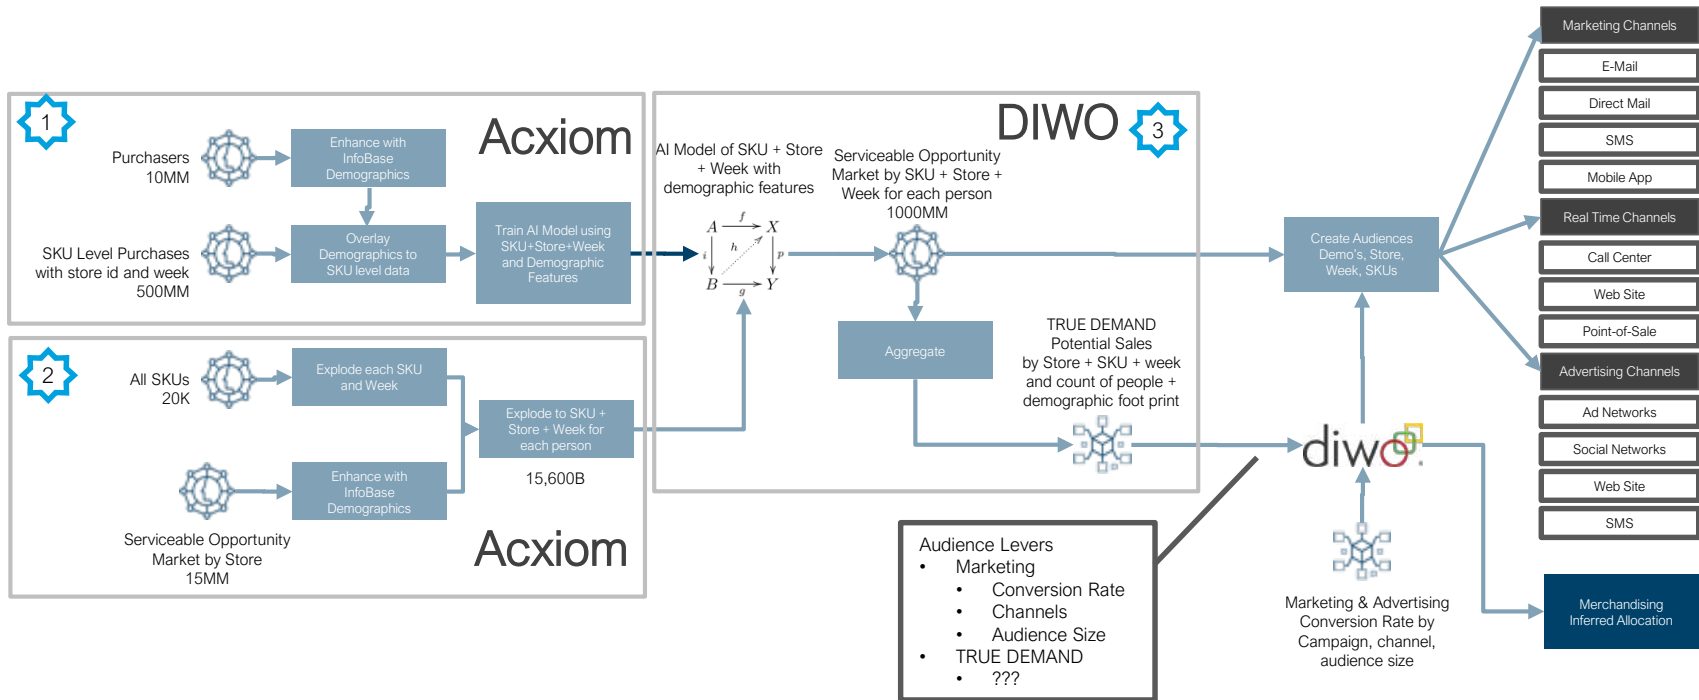 1
Acxiom
Purchasers
10MM
Enhance with
InfoBase
Demographics
SKU Level Purchases
with store id and week
500MM
Overlay
Demographics to
SKU level data
Train AI Model using
SKU+Store+Week
and Demographic
Features
2
All SKUs
20K
Explode each SKU
and Week
Serviceable Opportunity
Market by Store
15MM
Enhance with
InfoBase
Demographics
Explode to SKU +
Store + Week for
each person
15,600B
Acxiom
DIWO
3
AI Model of SKU + Store
+ Week with
demographic features
A f X
i h p
B g Y
Serviceable Opportunity
Market by SKU + Store +
Week for each person
1000MM
Aggregate
TRUE DEMAND
Potential Sales
by Store + SKU + week
and count of people +
demographic foot print
Create Audiences
Demo's, Store,
Week, SKUs
diwo.
Audience Levers
• Marketing
• Conversion Rate
• Channels
• Audience Size
• TRUE DEMAND
• ???
Marketing & Advertising
Conversion Rate by
Campaign, channel,
audience size
Marketing Channels
E-Mail
Direct Mail
SMS
Mobile App
Real Time Channels
Call Center
Web Site
Point-of-Sale
Advertising Channels
Ad Networks
Social Networks
Web Site
SMS
Merchandising
Inferred Allocation